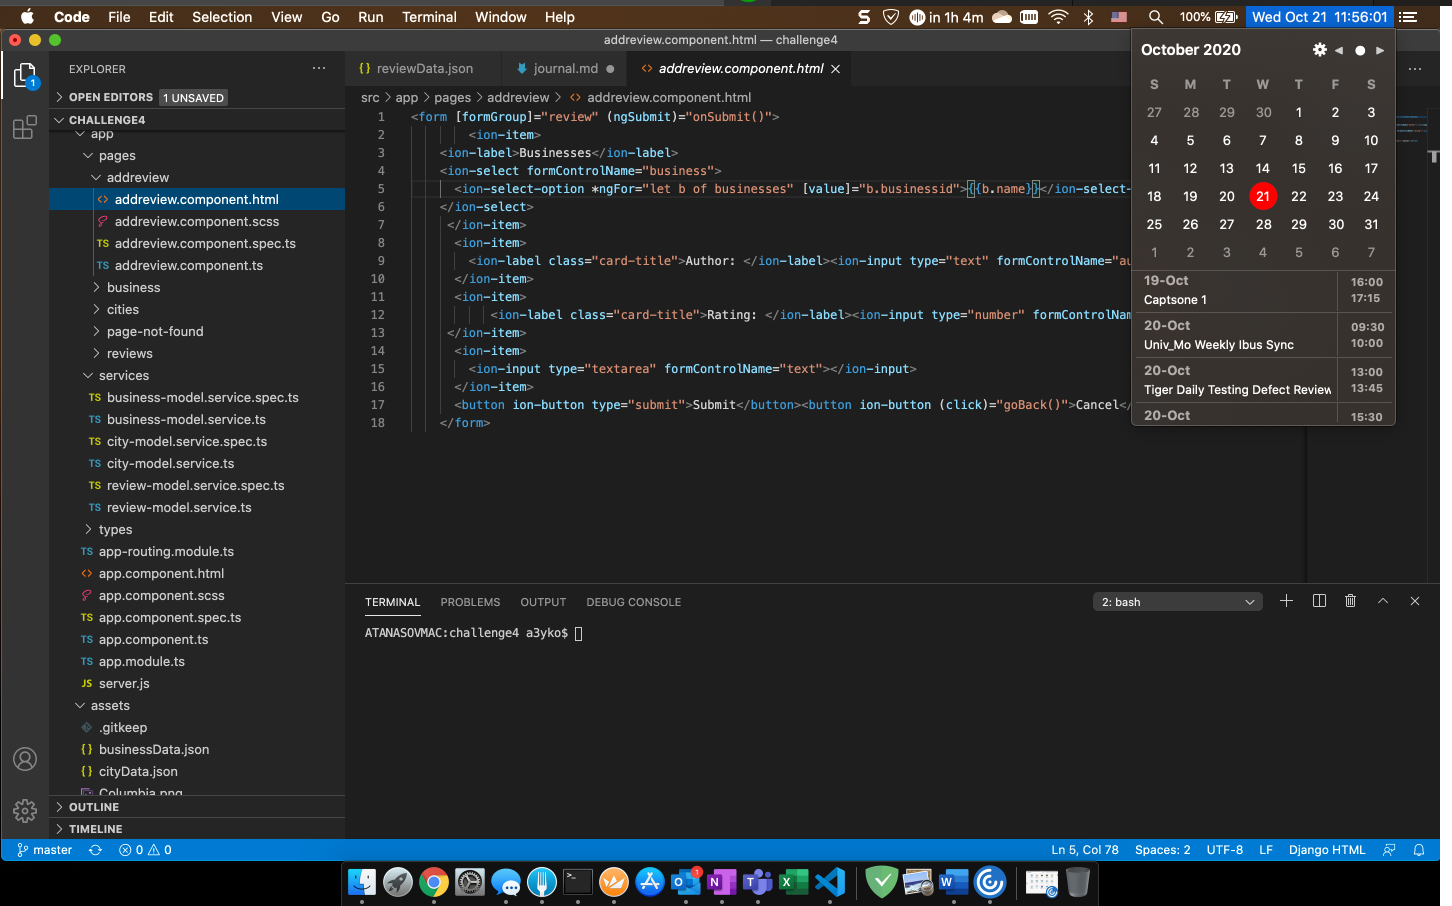 Code File Edit Selection View Go Run Terminal Window Help in 1h 4m 100% Wed Oct 21 11:56:01
addreview.component.html — challenge4
EXPLORER
OPEN EDITORS 1 UNSAVED
CHALLENGE4
app
pages
addreview
addreview.component.html
addreview.component.scss
TS addreview.component.spec.ts
TS addreview.component.ts
business
cities
page-not-found
reviews
services
TS business-model.service.spec.ts
TS business-model.service.ts
TS city-model.service.spec.ts
TS city-model.service.ts
TS review-model.service.spec.ts
TS review-model.service.ts
types
TS app-routing.module.ts
app.component.html
app.component.scss
TS app.component.spec.ts
TS app.component.ts
TS app.module.ts
JS server.js
assets
.gitkeep
businessData.json
cityData.json
Columbia.png
OUTLINE
TIMELINE
reviewData.json journal.md addreview.component.html
src > app > pages > addreview > addreview.component.html
1 <form [formGroup]="review" (ngSubmit)="onSubmit()">
2 <ion-item>
3 <ion-label>Businesses</ion-label>
4 <ion-select formControlName="business">
5 <ion-select-option *ngFor="let b of businesses" [value]="b.businessid">{{b.name}}</ion-select-
6 </ion-select>
7 </ion-item>
8 <ion-item>
9 <ion-label class="card-title">Author: </ion-label><ion-input type="text" formControlName="au
10 </ion-item>
11 <ion-item>
12 <ion-label class="card-title">Rating: </ion-label><ion-input type="number" formControlNam
13 </ion-item>
14 <ion-item>
15 <ion-input type="textarea" formControlName="text"></ion-input>
16 </ion-item>
17 <button ion-button type="submit">Submit</button><button ion-button (click)="goBack()">Cancel</
18 </form>
October 2020
S M T W T F S
27 28 29 30 1 2 3
4 5 6 7 8 9 10
11 12 13 14 15 16 17
18 19 20 21 22 23 24
25 26 27 28 29 30 31
1 2 3 4 5 6 7
19-Oct 16:00
Captsone 1 17:15
20-Oct 09:30
Univ_Mo Weekly Ibus Sync 10:00
20-Oct 13:00
Tiger Daily Testing Defect Review 13:45
20-Oct 15:30
TERMINAL PROBLEMS OUTPUT DEBUG CONSOLE 2: bash
ATANASOVMAC:challenge4 a3yko$
master 0 0 Ln 5, Col 78 Spaces: 2 UTF-8 LF Django HTML